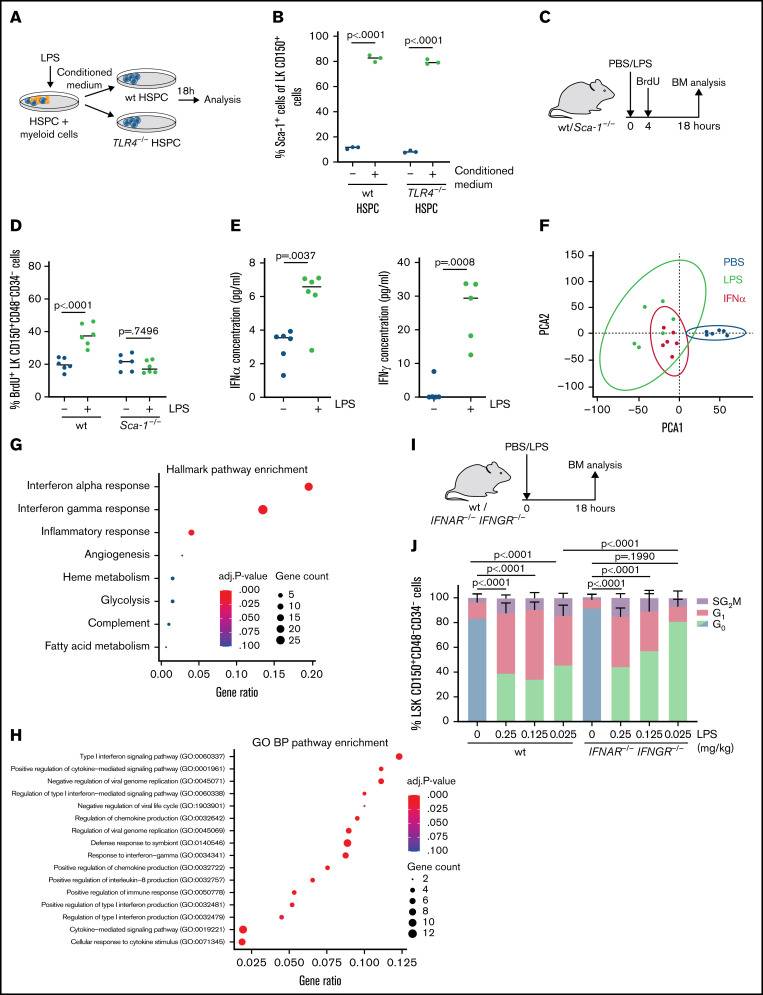 A
LPS
Conditioned
medium
HSPC +
myeloid cells
wt HSPC
TLR4−/− HSPC
18h
Analysis
B
% Sca-1+ cells of LK CD150+
cells
100
80
60
40
20
0
p<.0001
p<.0001
− + − +
Conditioned
medium
wt
HSPC
TLR4−/−
HSPC
C
PBS/LPS
BrdU
BM analysis
wt/Sca-1−/−
0 4 18 hours
D
% BrdU+ LK CD150+CD48−CD34− cells
80
60
40
20
0
p<.0001
p=.7496
− + − +
LPS
wt
Sca-1−/−
E
IFNα concentration (pg/ml)
8
6
4
2
0
p=.0037
− +
LPS
IFNγ concentration (pg/ml)
40
30
20
10
0
p=.0008
− +
LPS
F
PCA2
150
100
50
0
−50
−100
−100 −50 0 50
PCA1
PBS
LPS
IFNα
G
Hallmark pathway enrichment
Interferon alpha response
Interferon gamma response
Inflammatory response
Angiogenesis
Heme metabolism
Glycolysis
Complement
Fatty acid metabolism
0.00 0.05 0.10 0.15 0.20
Gene ratio
adj.P-value
.000
.025
.050
.075
.100
Gene count
5
10
15
20
25
H
GO BP pathway enrichment
Type I interferon signaling pathway (GO:0060337)
Positive regulation of cytokine−mediated signaling pathway (GO:0001961)
Negative regulation of viral genome replication (GO:0045071)
Regulation of type I interferon−mediated signaling pathway (GO:0060338)
Negative regulation of viral life cycle (GO:1903901)
Regulation of chemokine production (GO:0032642)
Regulation of viral genome replication (GO:0045069)
Defense response to symbiont (GO:0140546)
Response to interferon−gamma (GO:0034341)
Positive regulation of chemokine production (GO:0032722)
Positive regulation of interleukin−8 production (GO:0032757)
Positive regulation of immune response (GO:0050778)
Positive regulation of type I interferon production (GO:0032481)
Regulation of type I interferon production (GO:0032479)
Cytokine−mediated signaling pathway (GO:0019221)
Cellular response to cytokine stimulus (GO:0071345)
0.025 0.050 0.075 0.100 0.125
Gene ratio
adj.P-value
.000
.025
.050
.075
.100
Gene count
2
4
6
8
10
12
I
PBS/LPS
BM analysis
wt /
IFNAR−/− IFNGR−/−
0 18 hours
J
% LSK CD150+CD48−CD34− cells
100
80
60
40
20
0
p<.0001
p<.0001
p<.0001
p<.0001
p=.1990
p<.0001
p<.0001
SG2M
G1
G0
0 0.25 0.125 0.025 0 0.25 0.125 0.025
LPS
(mg/kg)
wt
IFNAR−/− IFNGR−/−